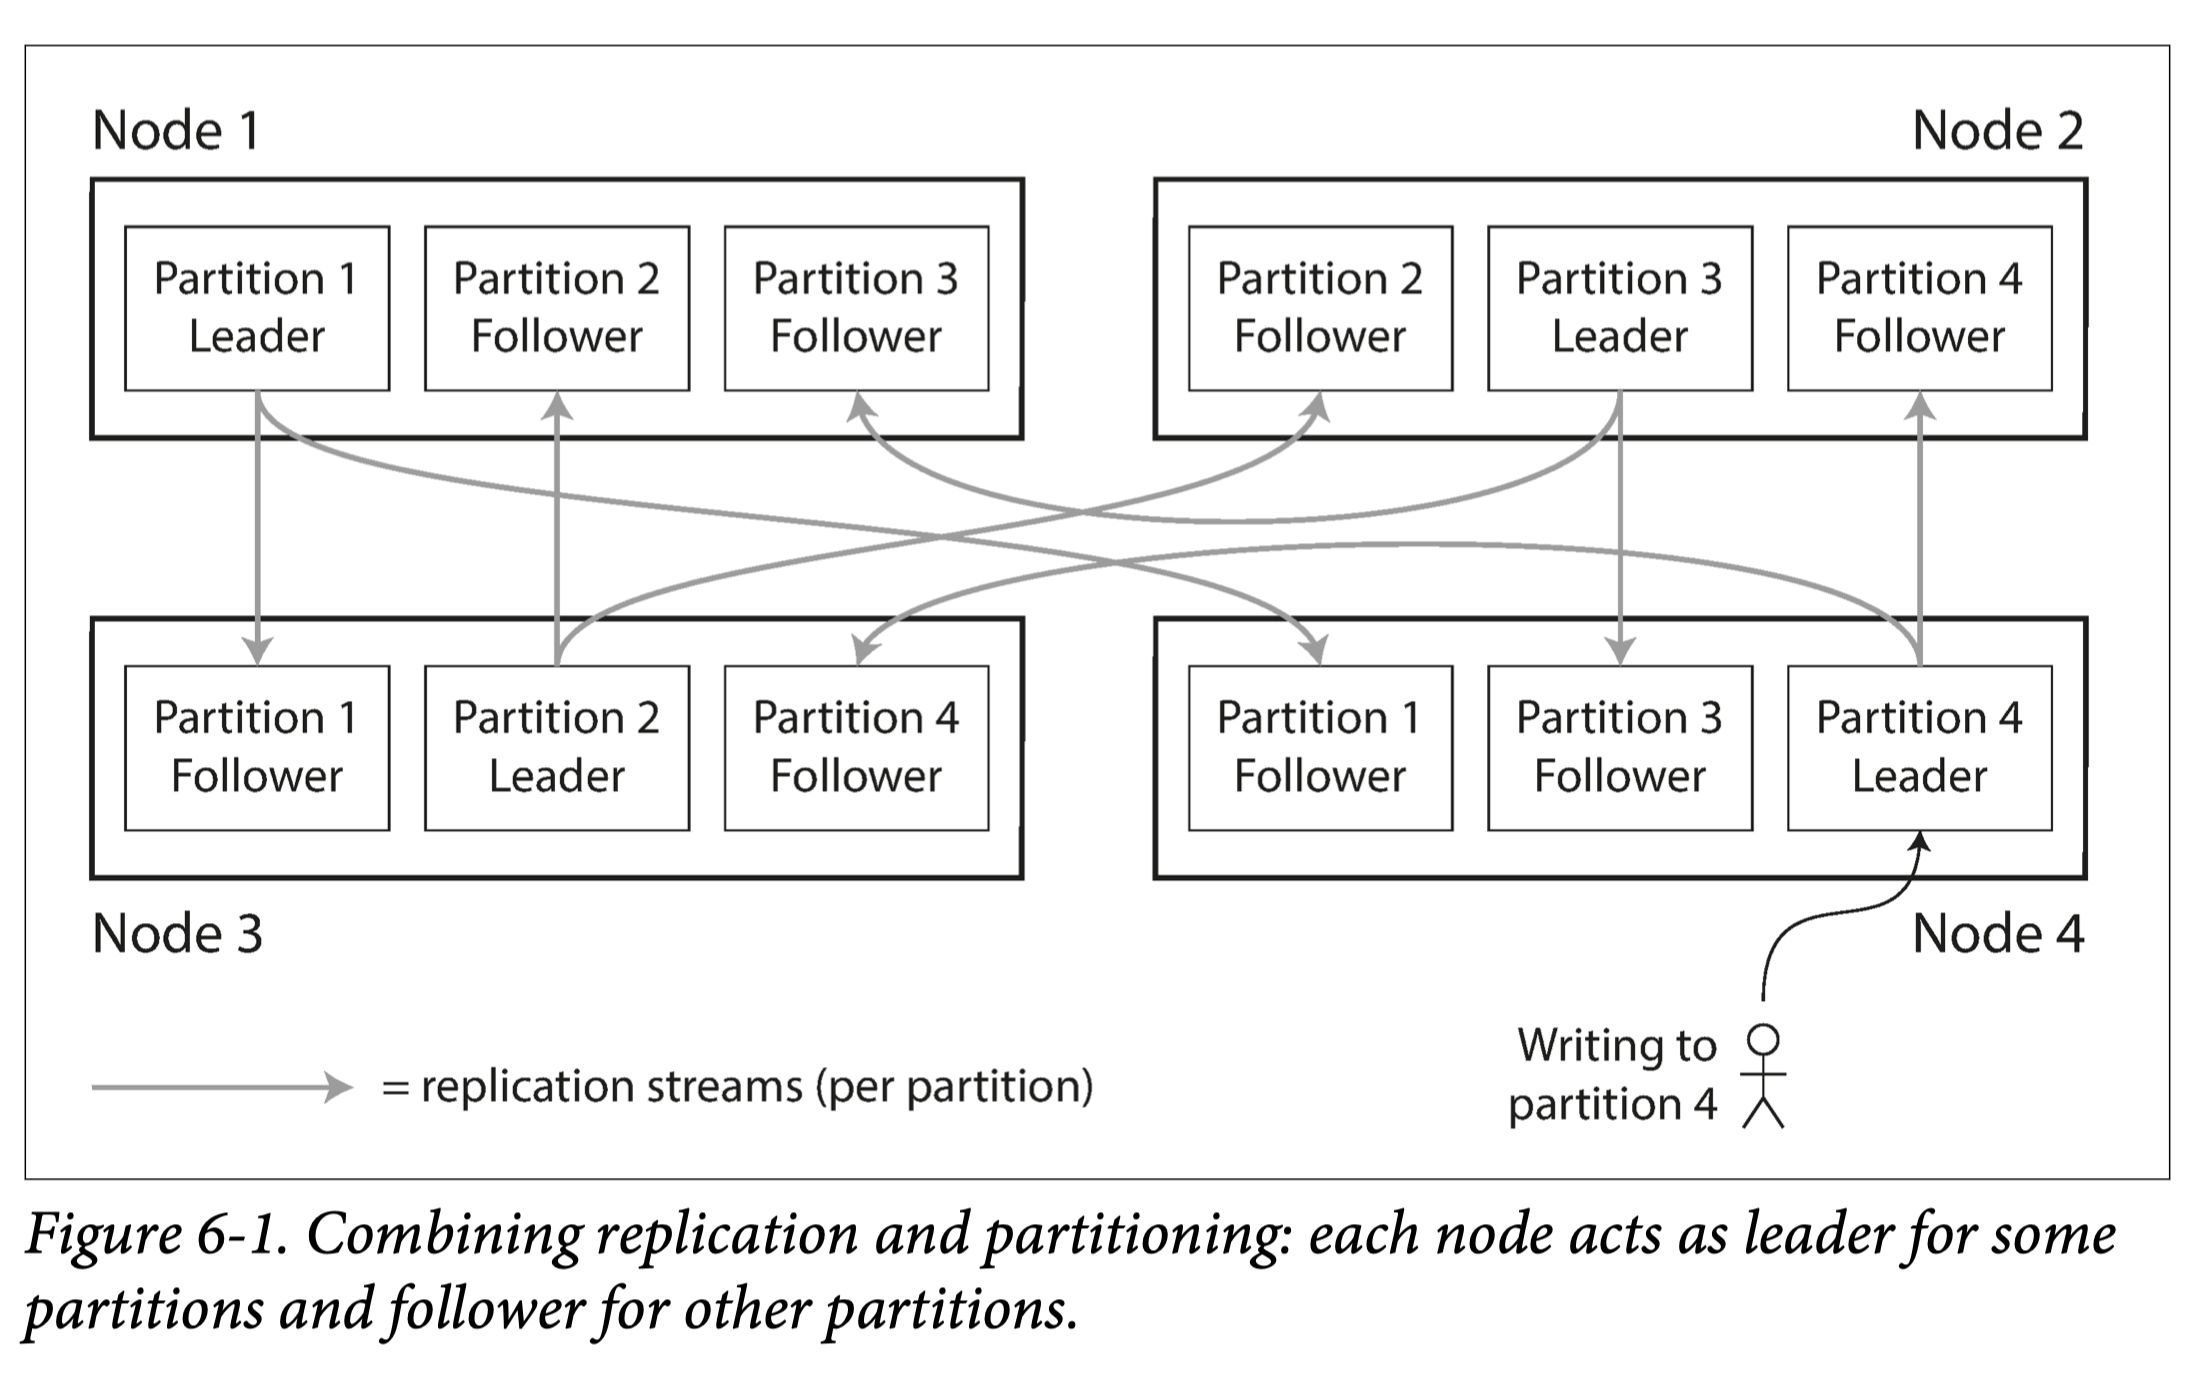 Node 1
Node 2
Partition 1
Leader
Partition 2
Follower
Partition 3
Follower
Partition 2
Follower
Partition 3
Leader
Partition 4
Follower
Partition 1
Follower
Partition 2
Leader
Partition 4
Follower
Partition 1
Follower
Partition 3
Follower
Partition 4
Leader
Node 3
Node 4
Writing to
partition 4
= replication streams (per partition)
Figure 6-1. Combining replication and partitioning: each node acts as leader for some
partitions and follower for other partitions.